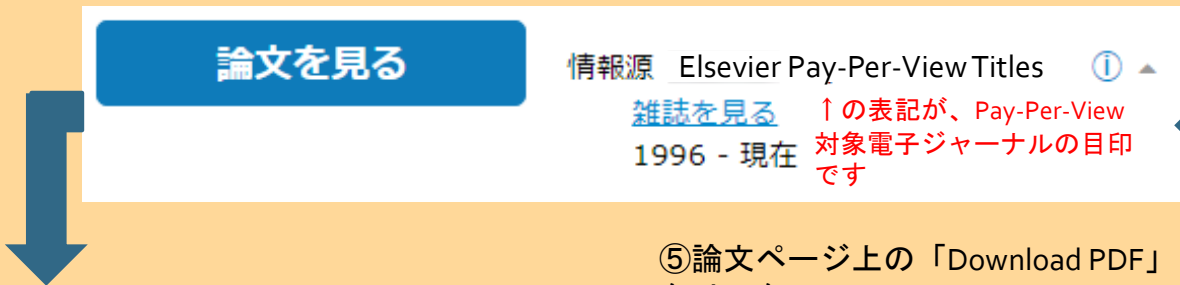 論文を見る
情報源 Elsevier Pay-Per-View Titles ⓘ ▲
雑誌を見る
1996 - 現在
↑の表記が、Pay-Per-View
対象電子ジャーナルの目印
です
⑤論文ページ上の「Download PDF」